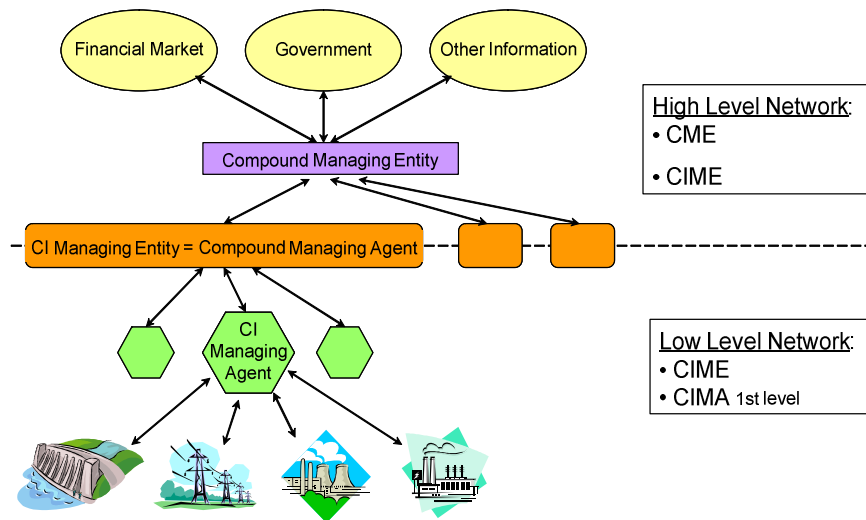 Financial Market
Government
Other Information
High Level Network:
• CME
• CIME
Compound Managing Entity
CI Managing Entity = Compound Managing Agent
CI
Managing
Agent
Low Level Network:
• CIME
• CIMA 1st level